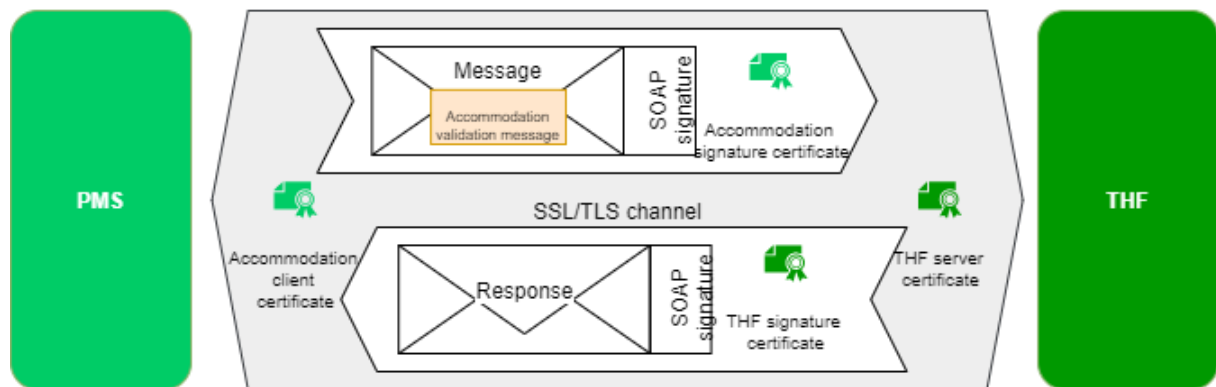 PMS
Message
Accommodation
validation message
SOAP
signature
Accommodation
signature certificate
SSL/TLS channel
Accommodation
client
certificate
Response
SOAP
signature
THF signature
certificate
THF server
certificate
THF